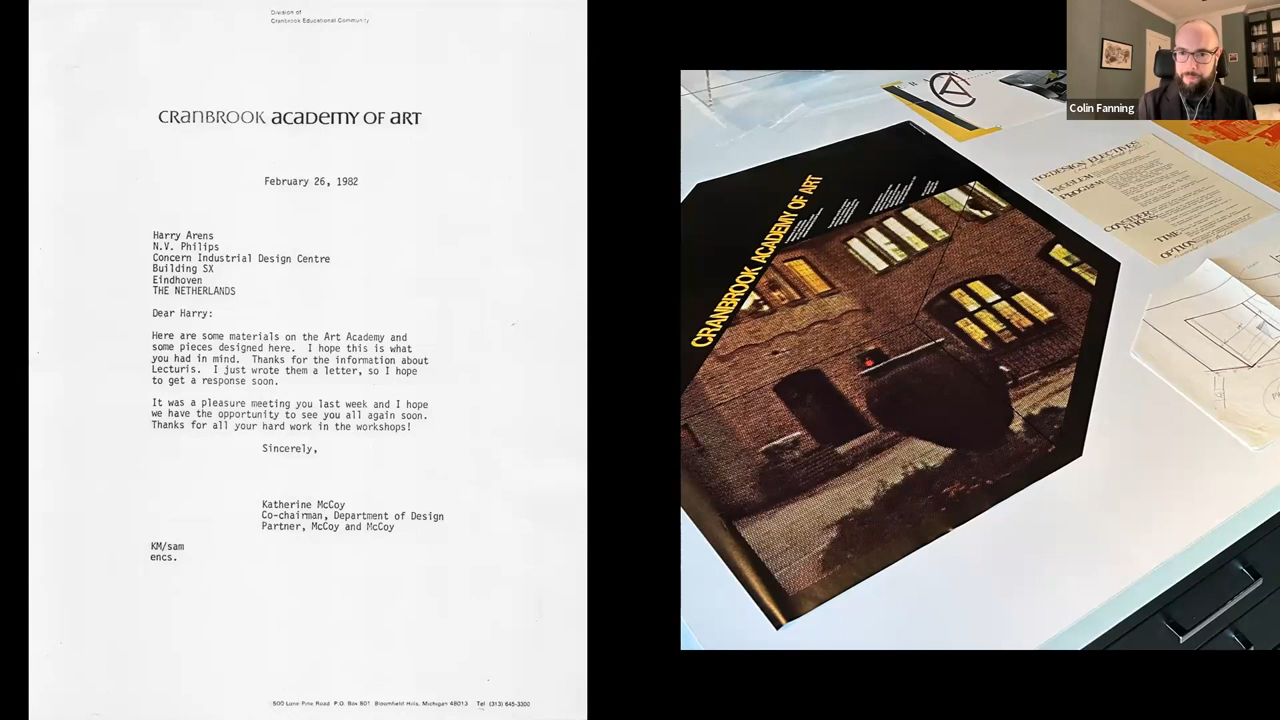 Division of
Cranbrook Educational Community
CRANBROOK ACADEMY OF ART
February 26, 1982
Harry Arens
N.V. Philips
Concern Industrial Design Centre
Building SX
Eindhoven
THE NETHERLANDS
Dear Harry:
Here are some materials on the Art Academy and
some pieces designed here. I hope this is what
you had in mind. Thanks for the information about
Lecturis. I just wrote them a letter, so I hope
to get a response soon.
It was a pleasure meeting you last week and I hope
we have the opportunity to see you all again soon.
Thanks for all your hard work in the workshops!
Sincerely,
Katherine McCoy
Co-chairman, Department of Design
Partner, McCoy and McCoy
KM/sam
encs.
500 Lone Pine Road P.O. Box 801 Bloomfield Hills, Michigan 48013 Tel (313) 645-3300
CRANBROOK ACADEMY OF ART
DESIGN ELECTIVES
PROBLEM
PROGRAM
CONSIDER
ATIONS
TIME
Colin Fanning